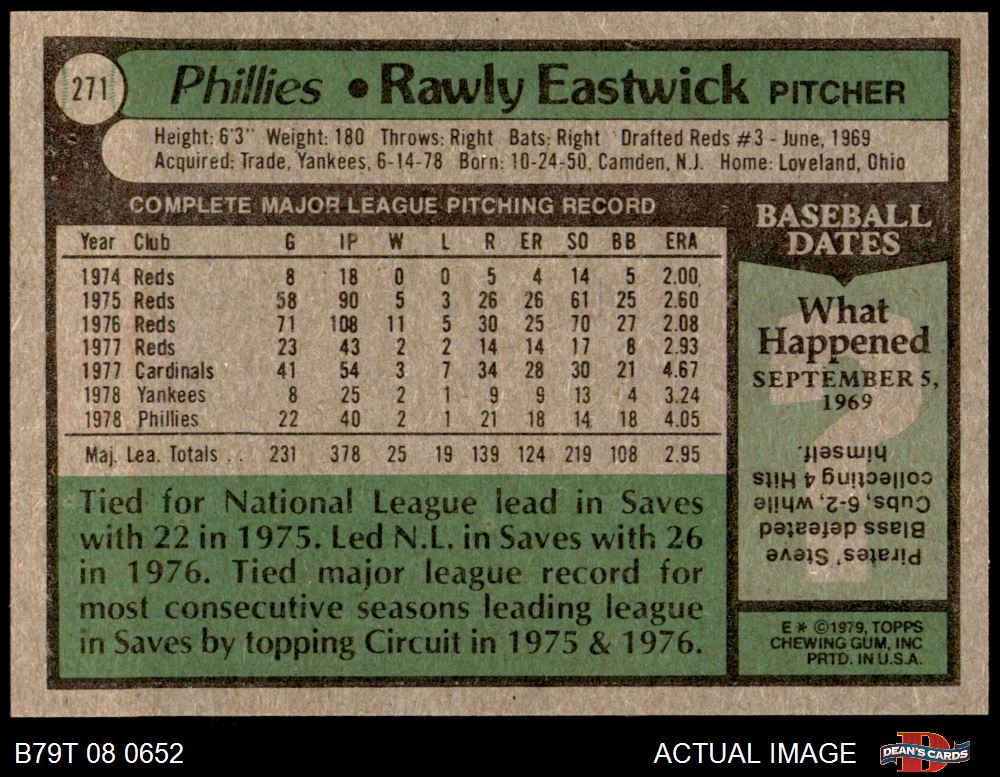 271
Phillies • Rawly Eastwick PITCHER
Height: 6'3" Weight: 180 Throws: Right Bats: Right Drafted Reds #3 - June, 1969
Acquired: Trade, Yankees, 6-14-78 Born: 10-24-50, Camden, N.J. Home: Loveland, Ohio
COMPLETE MAJOR LEAGUE PITCHING RECORD
Year Club G IP W L R ER SO BB ERA
1974 Reds 8 18 0 0 5 4 14 5 2.00
1975 Reds 58 90 5 3 26 26 61 25 2.60
1976 Reds 71 108 11 5 30 25 70 27 2.08
1977 Reds 23 43 2 2 14 14 17 8 2.93
1977 Cardinals 41 54 3 7 34 28 30 21 4.67
1978 Yankees 8 25 2 1 9 9 13 4 3.24
1978 Phillies 22 40 2 1 21 18 14 18 4.05
Maj. Lea. Totals . . 231 378 25 19 139 124 219 108 2.95
Tied for National League lead in Saves
with 22 in 1975. Led N.L. in Saves with 26
in 1976. Tied major league record for
most consecutive seasons leading league
in Saves by topping Circuit in 1975 & 1976.
BASEBALL
DATES
What
Happened
SEPTEMBER 5,
1969
Pirates' Steve
Blass defeated
Cubs, 9-2, while
collecting 4 Hits
himself.
E * ©1979, TOPPS
CHEWING GUM, INC
PRTD. IN U.S.A.
B79T 08 0652
ACTUAL IMAGE
D
DEAN'S CARDS